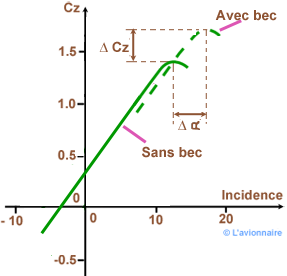 Cz
Avec bec
1.5
Δ Cz
1.0
Δ R
Sans bec
0.5
Incidence
- 10
0
10
20
© L'avionnaire
-0.5